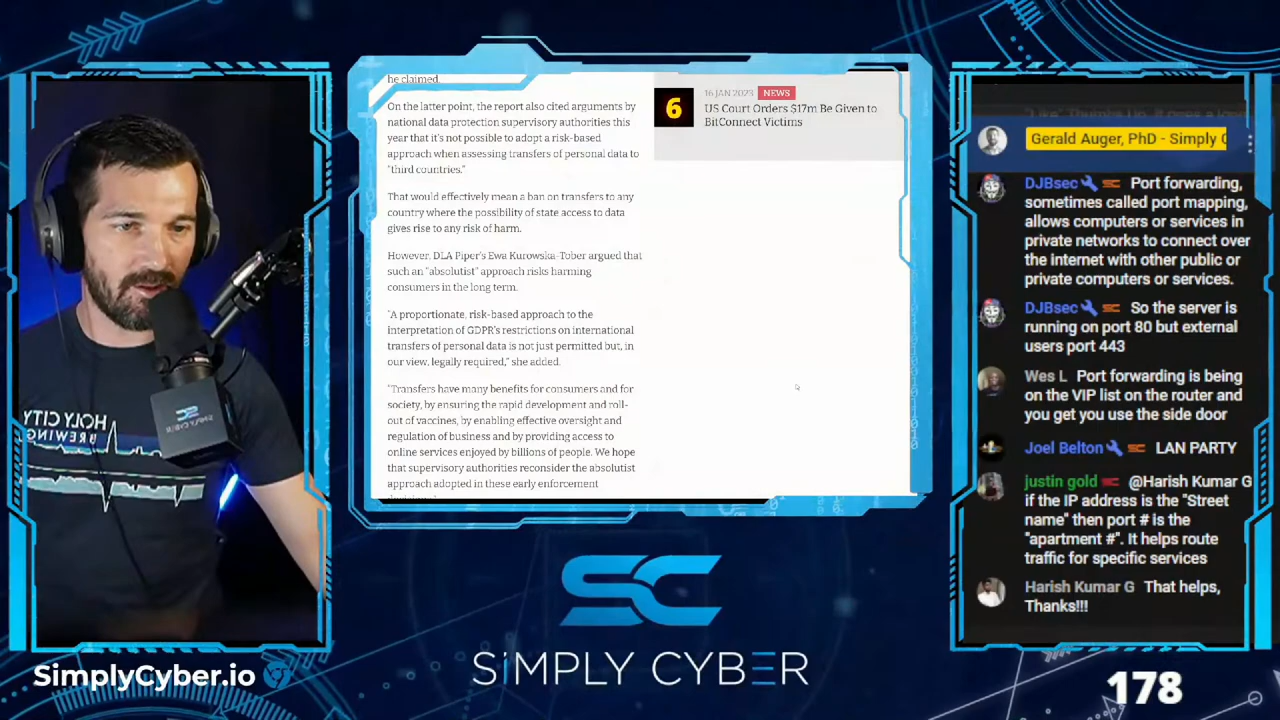 he claimed.
On the latter point, the report also cited arguments by
national data protection supervisory authorities this
year that it's not possible to adopt a risk-based
approach when assessing transfers of personal data to
"third countries."
That would effectively mean a ban on transfers to any
country where the possibility of state access to data
gives rise to any risk of harm.
However, DLA Piper's Ewa Kurowska-Tober argued that
such an "absolutist" approach risks harming
consumers in the long term.
"A proportionate, risk-based approach to the
interpretation of GDPR's restrictions on international
transfers of personal data is not just permitted but, in
our view, legally required," she added.
"Transfers have many benefits for consumers and for
society, by ensuring the rapid development and roll-
out of vaccines, by enabling effective oversight and
regulation of business and by providing access to
online services enjoyed by billions of people. We hope
that supervisory authorities reconsider the absolutist
approach adopted in these early enforcement
6
16 JAN 2023 NEWS
US Court Orders $17m Be Given to
BitConnect Victims
Gerald Auger, PhD - Simply C
DJBsec Port forwarding,
sometimes called port mapping,
allows computers or services in
private networks to connect over
the internet with other public or
private computers or services.
DJBsec So the server is
running on port 80 but external
users port 443
Wes L Port forwarding is being
on the VIP list on the router and
you get you use the side door
Joel Belton LAN PARTY
justin gold @Harish Kumar G
if the IP address is the "Street
name" then port # is the
"apartment #". It helps route
traffic for specific services
Harish Kumar G That helps,
Thanks!!!
HOLY CITY
BREWING
SC
SIMPLY CYBER
SC
SiMPLY CYBER
SimplyCyber.io
178